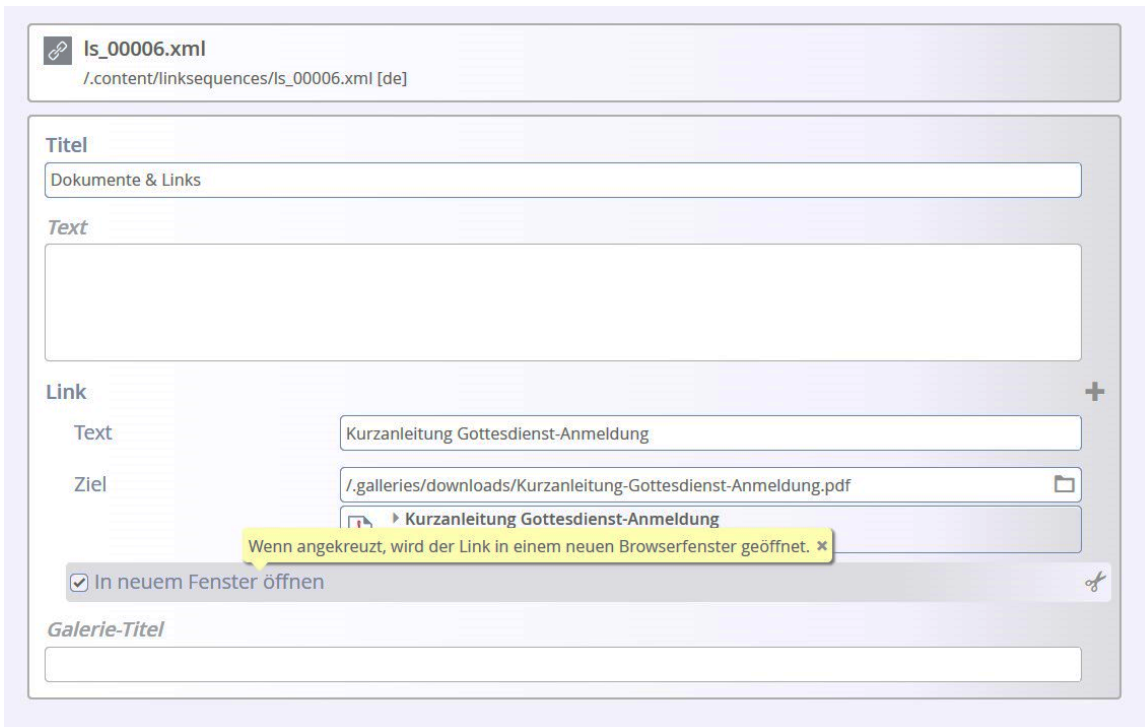 ls_00006.xml
/.content/linksequences/ls_00006.xml [de]
Titel
Dokumente & Links
Text
Link
Text
Kurzanleitung Gottesdienst-Anmeldung
Ziel
/.galleries/downloads/Kurzanleitung-Gottesdienst-Anmeldung.pdf
Kurzanleitung Gottesdienst-Anmeldung
Wenn angekreuzt, wird der Link in einem neuen Browserfenster geöffnet.
In neuem Fenster öffnen
Galerie-Titel